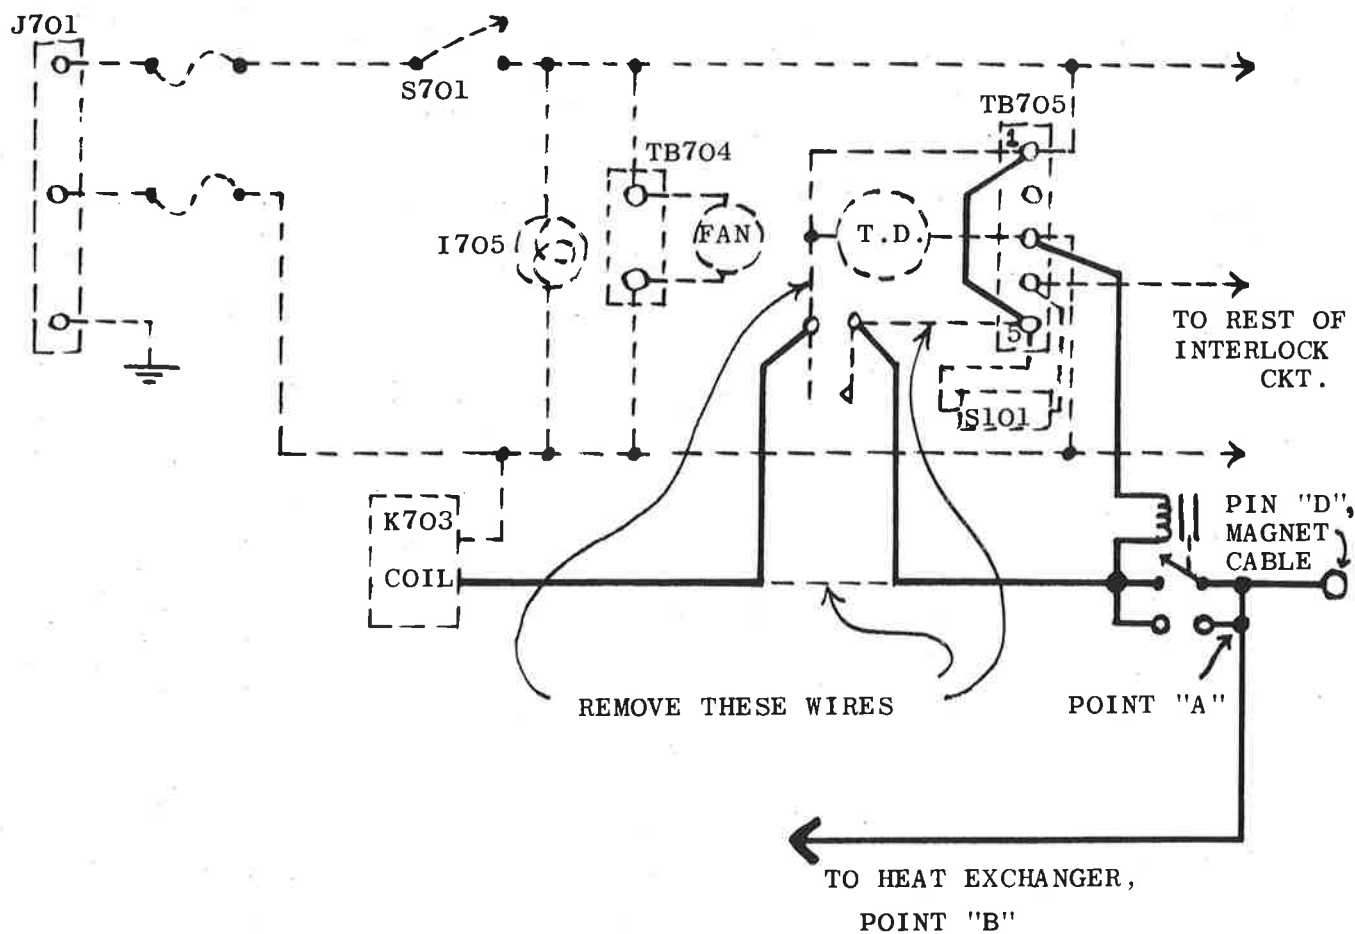 J701
S701
TB705
1
TB704
I705
FAN
T.D.
5
TO REST OF
INTERLOCK
CKT.
S101
K703
COIL
PIN "D",
MAGNET
CABLE
REMOVE THESE WIRES
POINT "A"
TO HEAT EXCHANGER,
POINT "B"